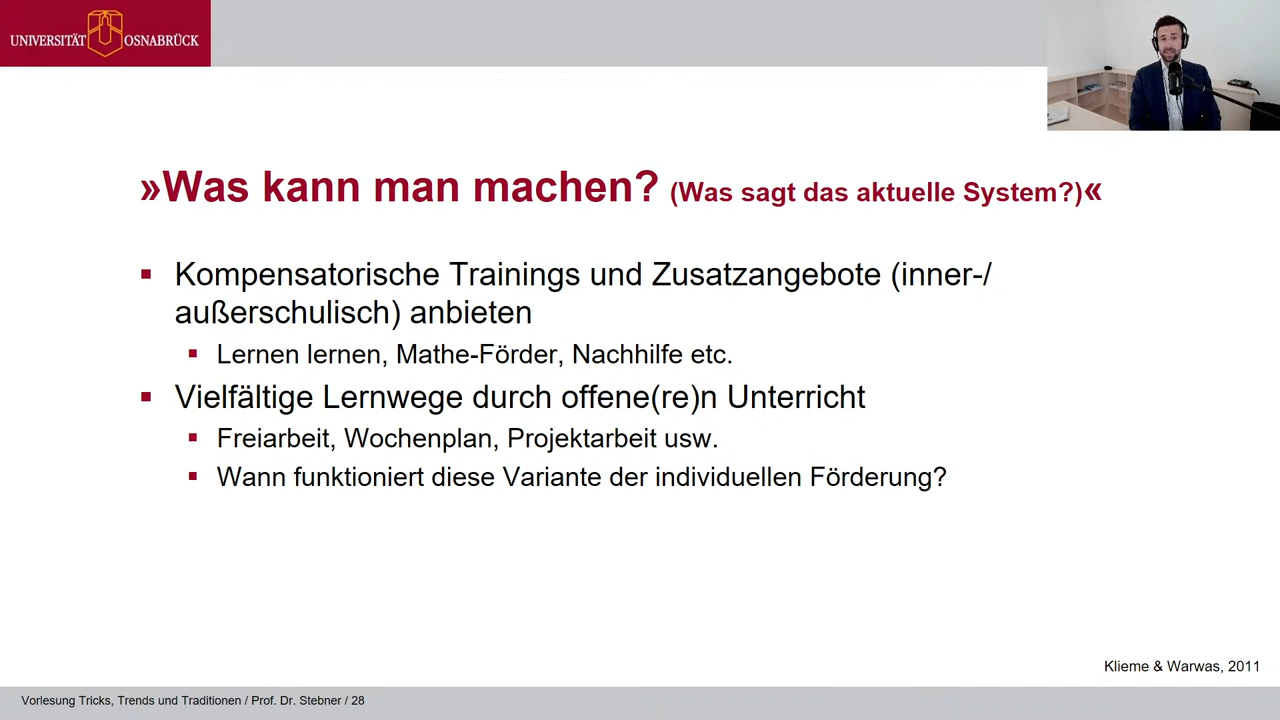 UNIVERSITÄT OSNABRÜCK
»Was kann man machen? (Was sagt das aktuelle System?)«
▪ Kompensatorische Trainings und Zusatzangebote (inner-/
außerschulisch) anbieten
▪ Lernen lernen, Mathe-Förder, Nachhilfe etc.
▪ Vielfältige Lernwege durch offene(re)n Unterricht
▪ Freiarbeit, Wochenplan, Projektarbeit usw.
▪ Wann funktioniert diese Variante der individuellen Förderung?
Klieme & Warwas, 2011
Vorlesung Tricks, Trends und Traditionen / Prof. Dr. Stebner / 28